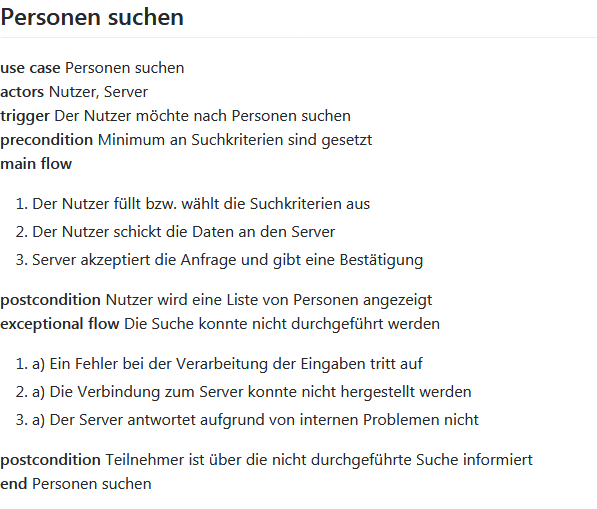 Personen suchen
use case Personen suchen
actors Nutzer, Server
trigger Der Nutzer möchte nach Personen suchen
precondition Minimum an Suchkriterien sind gesetzt
main flow
1. Der Nutzer füllt bzw. wählt die Suchkriterien aus
2. Der Nutzer schickt die Daten an den Server
3. Server akzeptiert die Anfrage und gibt eine Bestätigung
postcondition Nutzer wird eine Liste von Personen angezeigt
exceptional flow Die Suche konnte nicht durchgeführt werden
1. a) Ein Fehler bei der Verarbeitung der Eingaben tritt auf
2. a) Die Verbindung zum Server konnte nicht hergestellt werden
3. a) Der Server antwortet aufgrund von internen Problemen nicht
postcondition Teilnehmer ist über die nicht durchgeführte Suche informiert
end Personen suchen